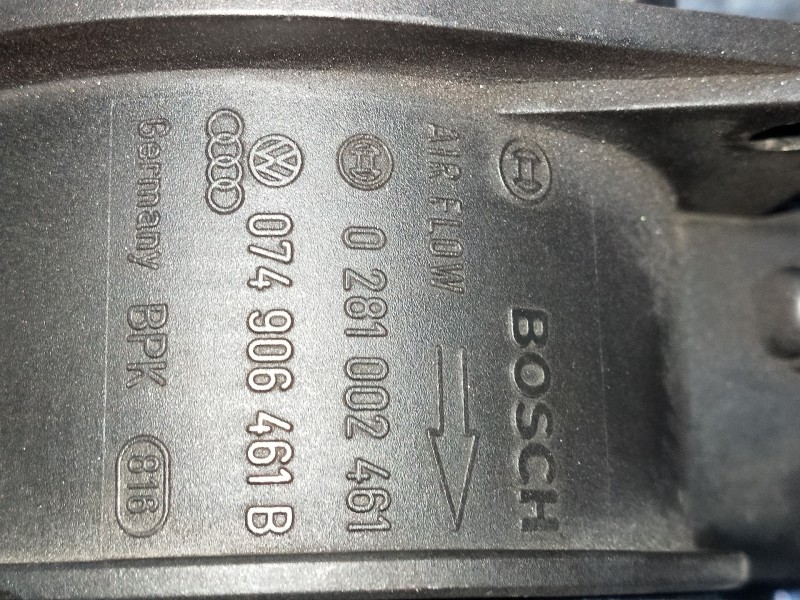 BOSCH
AIR FLOW
0 281 002 461
074 906 461 B
Germany BPK 816